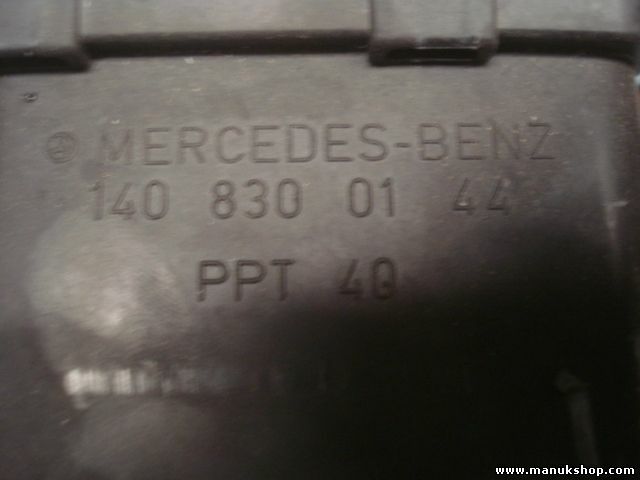 MERCEDES-BENZ
140 830 01 44
PPT 40
www.manukshop.com